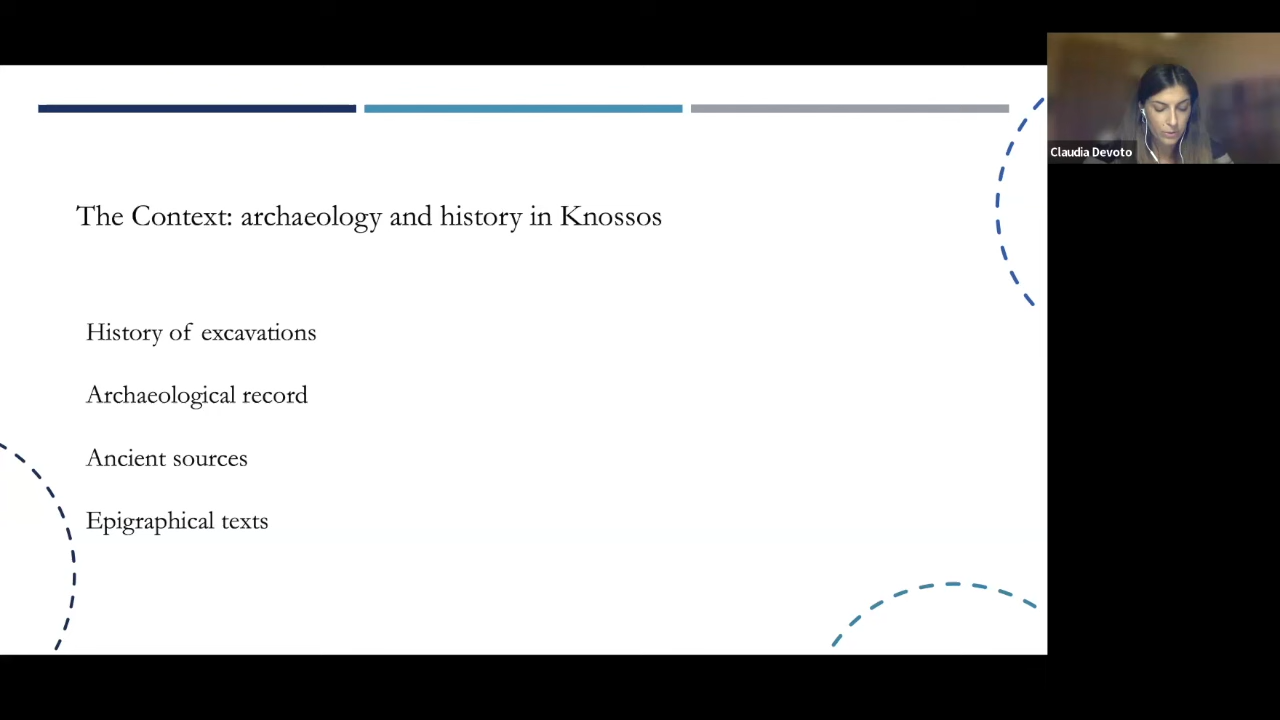 Claudia Devoto
The Context: archaeology and history in Knossos
History of excavations
Archaeological record
Ancient sources
Epigraphical texts